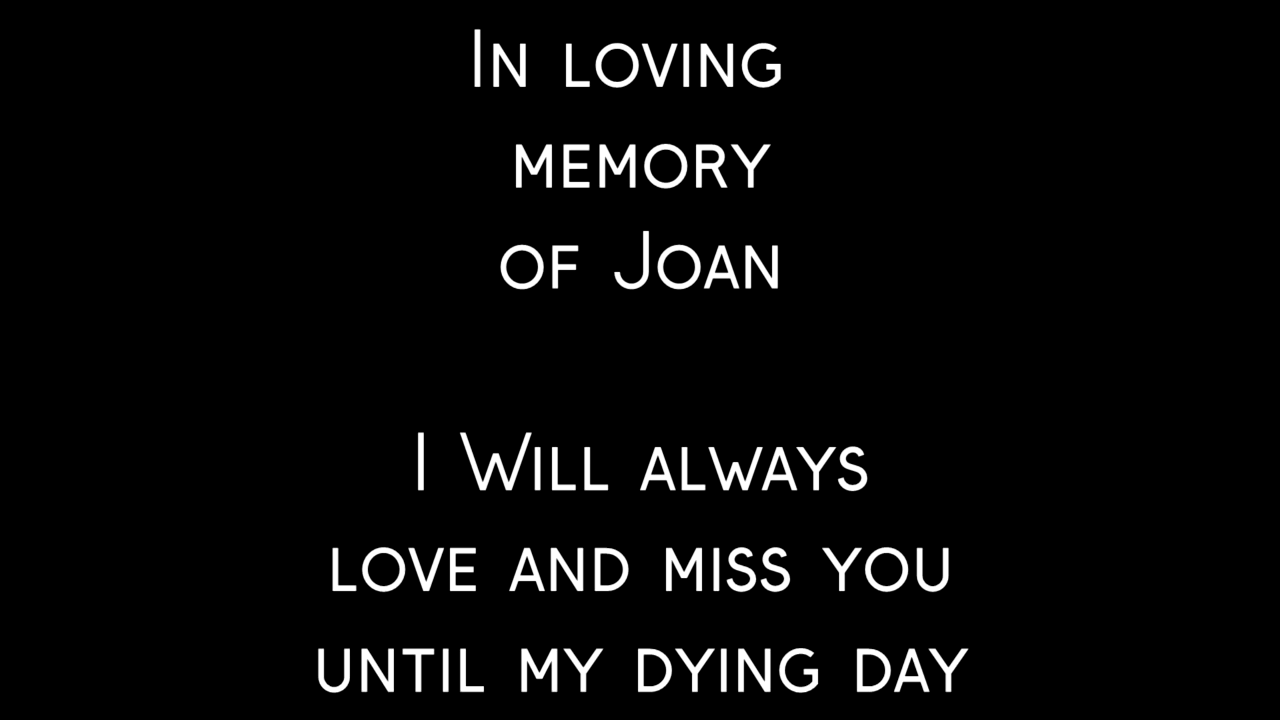 In loving
memory
of Joan
I Will always
love and miss you
until my dying day